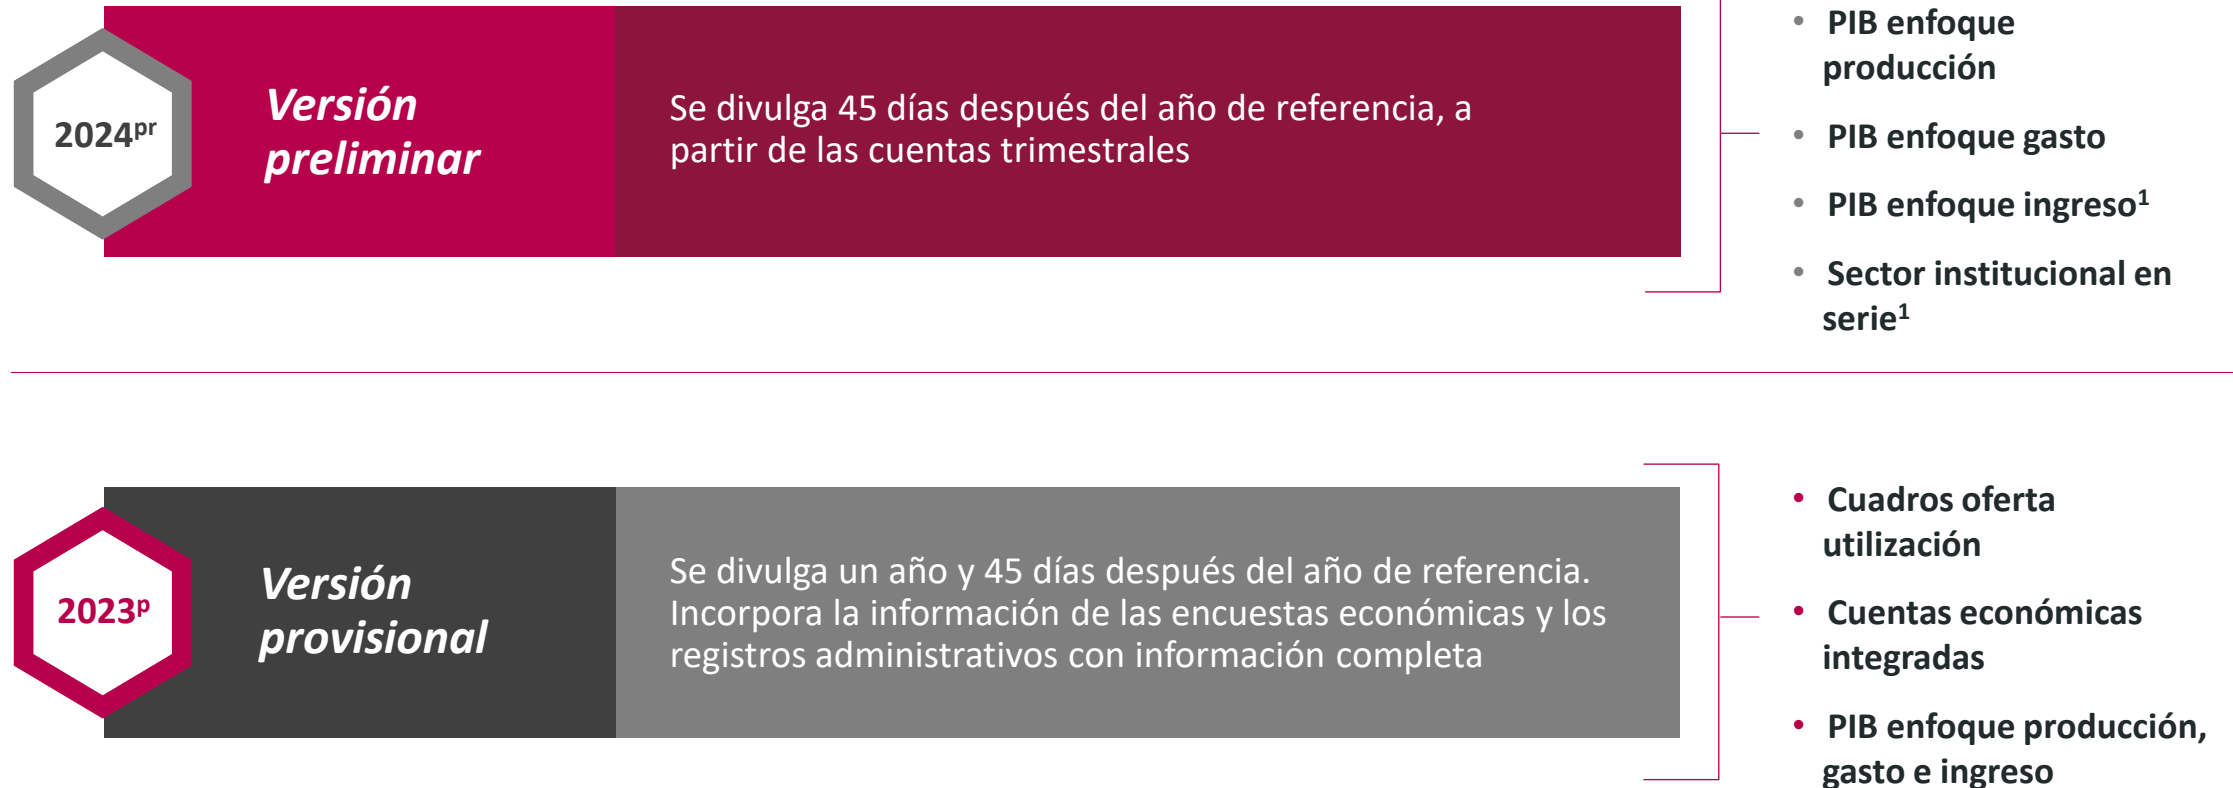 2024ᵖʳ
Versión
preliminar
Se divulga 45 días después del año de referencia, a
partir de las cuentas trimestrales
• PIB enfoque
producción
• PIB enfoque gasto
• PIB enfoque ingreso¹
• Sector institucional en
serie¹
2023ᵖ
Versión
provisional
Se divulga un año y 45 días después del año de referencia.
Incorpora la información de las encuestas económicas y los
registros administrativos con información completa
• Cuadros oferta
utilización
• Cuentas económicas
integradas
• PIB enfoque producción,
gasto e ingreso